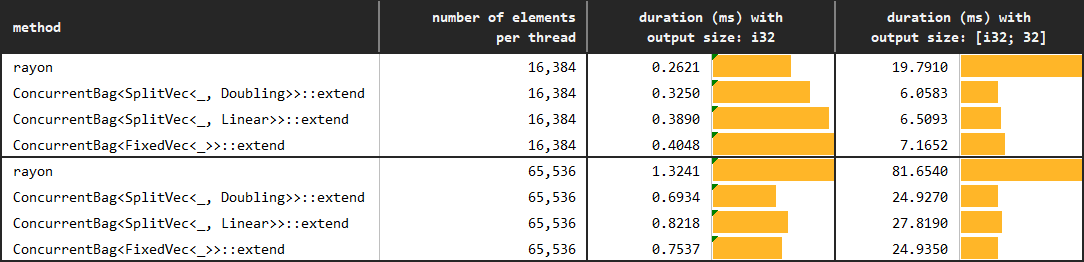 method number of elements per thread duration (ms) with output size: i32 duration (ms) with output size: [i32; 32]
rayon 16,384 0.2621 19.7910
ConcurrentBag<SplitVec<_, Doubling>>::extend 16,384 0.3250 6.0583
ConcurrentBag<SplitVec<_, Linear>>::extend 16,384 0.3890 6.5093
ConcurrentBag<FixedVec<_>>::extend 16,384 0.4048 7.1652
rayon 65,536 1.3241 81.6540
ConcurrentBag<SplitVec<_, Doubling>>::extend 65,536 0.6934 24.9270
ConcurrentBag<SplitVec<_, Linear>>::extend 65,536 0.8218 27.8190
ConcurrentBag<FixedVec<_>>::extend 65,536 0.7537 24.9350